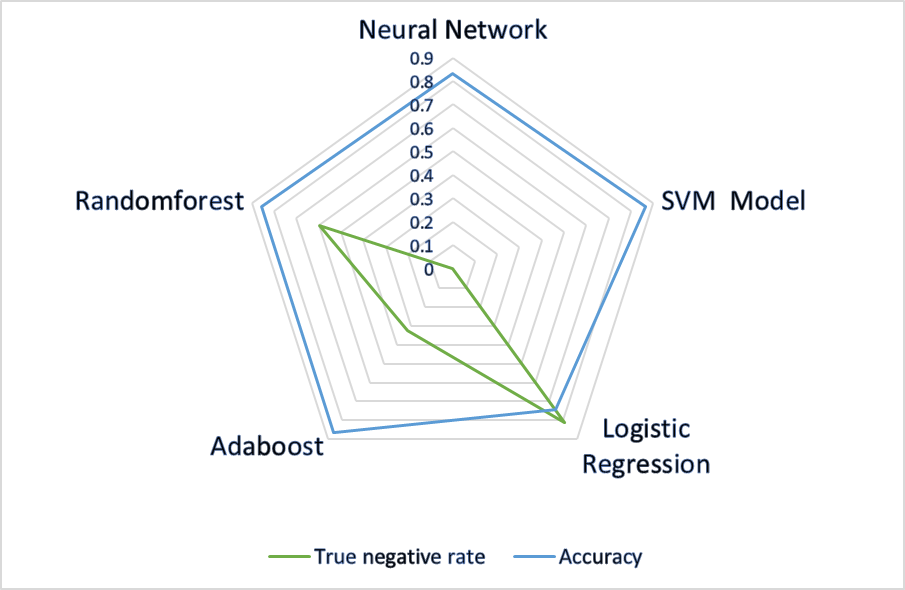 Neural Network
0.9
0.8
0.7
0.6
0.5
0.4
0.3
0.2
0.1
0
Randomforest
SVM  Model
Adaboost
Logistic
Regression
True negative rate
Accuracy